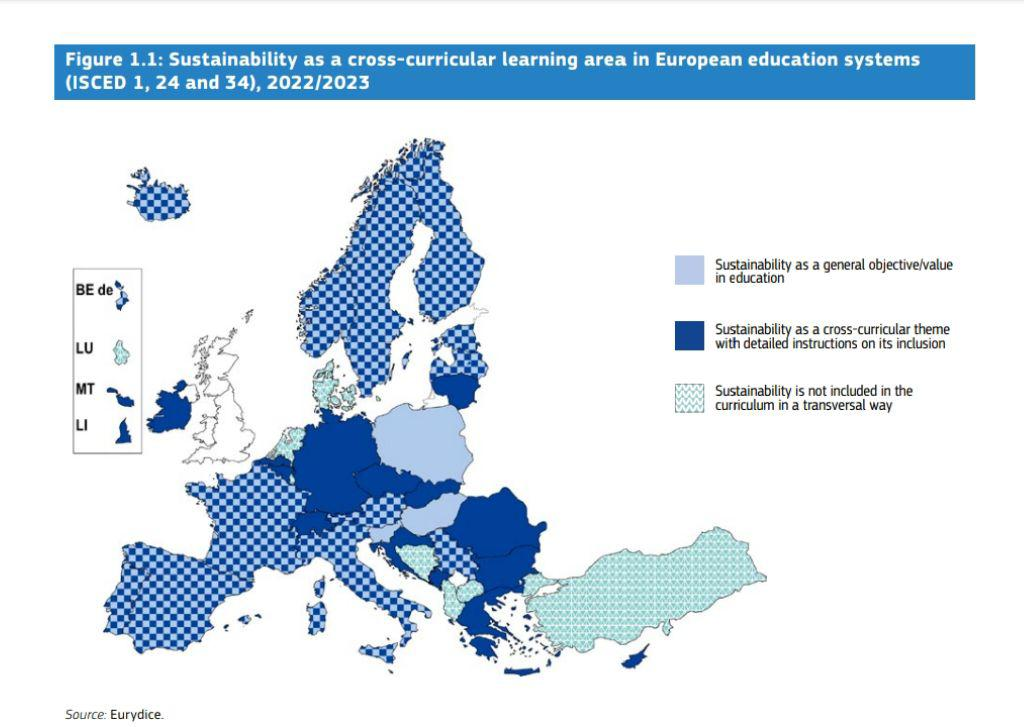 Figure 1.1: Sustainability as a cross-curricular learning area in European education systems
(ISCED 1, 24 and 34), 2022/2023
BE de
LU
MT
LI
Sustainability as a general objective/value
in education
Sustainability as a cross-curricular theme
with detailed instructions on its inclusion
Sustainability is not included in the
curriculum in a transversal way
Source: Eurydice.